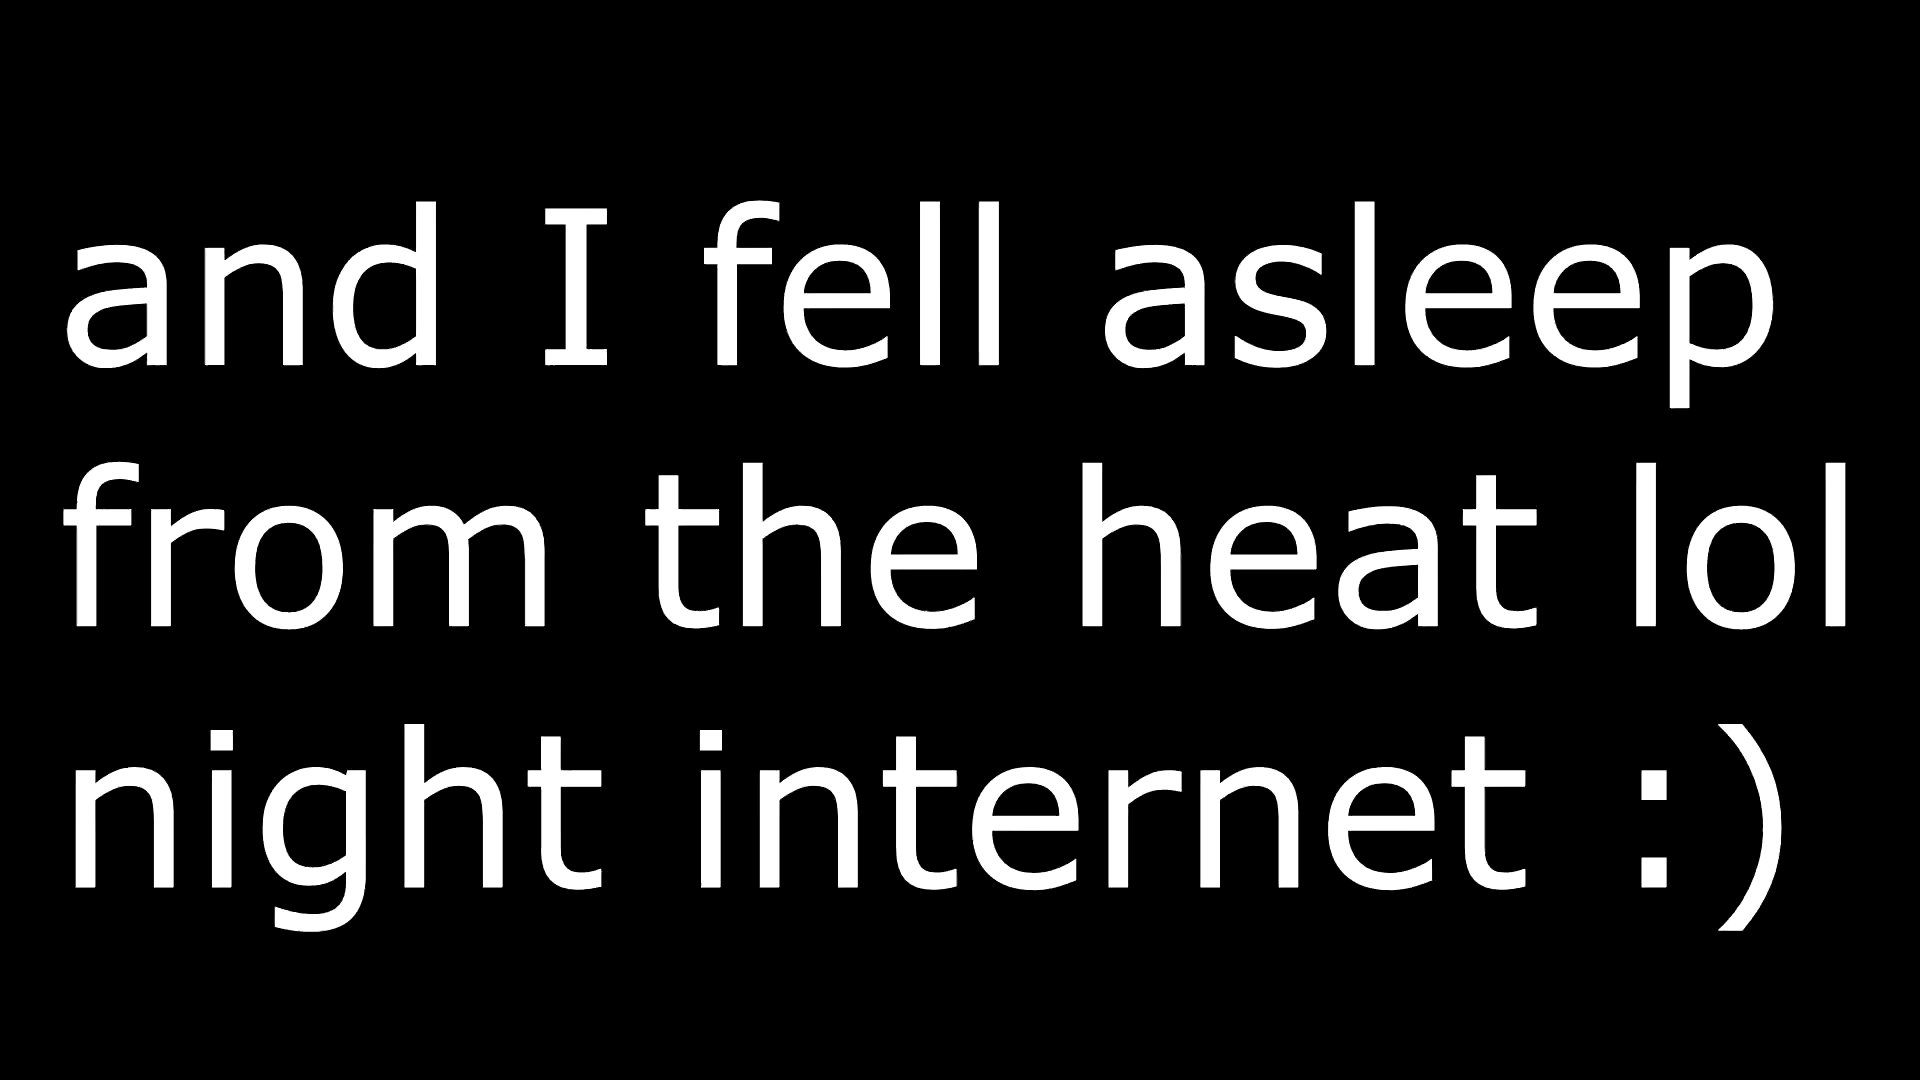 and I fell asleep
from the heat lol
night internet :)